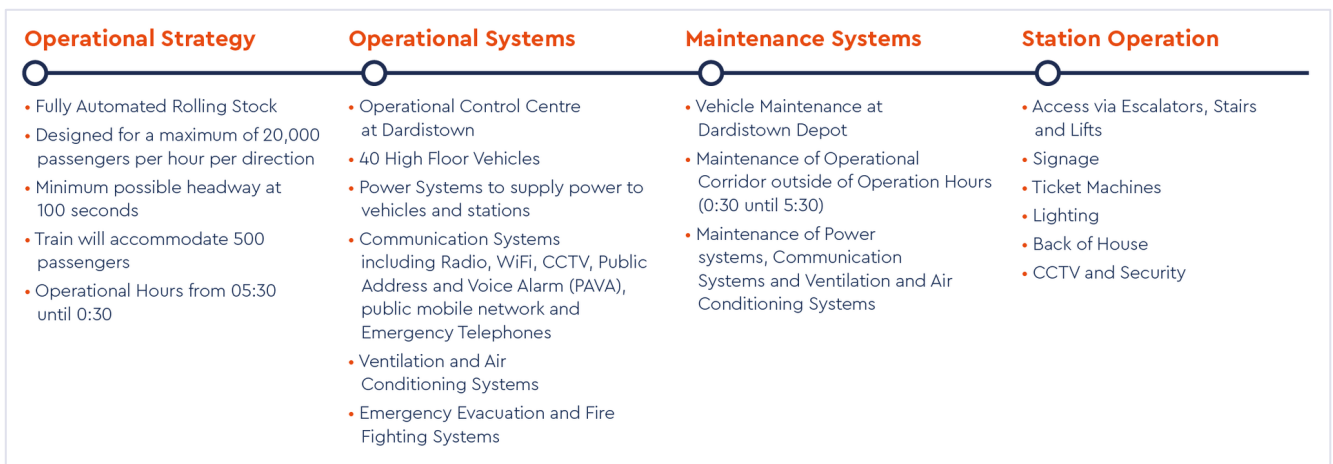 Operational Strategy
• Fully Automated Rolling Stock
• Designed for a maximum of 20,000
passengers per hour per direction
• Minimum possible headway at
100 seconds
• Train will accommodate 500
passengers
• Operational Hours from 05:30
until 0:30
Operational Systems
• Operational Control Centre
at Dardistown
• 40 High Floor Vehicles
• Power Systems to supply power to
vehicles and stations
• Communication Systems
including Radio, WiFi, CCTV, Public
Address and Voice Alarm (PAVA),
public mobile network and
Emergency Telephones
• Ventilation and Air
Conditioning Systems
• Emergency Evacuation and Fire
Fighting Systems
Maintenance Systems
• Vehicle Maintenance at
Dardistown Depot
• Maintenance of Operational
Corridor outside of Operation Hours
(0:30 until 5:30)
• Maintenance of Power
systems, Communication
Systems and Ventilation and Air
Conditioning Systems
Station Operation
• Access via Escalators, Stairs
and Lifts
• Signage
• Ticket Machines
• Lighting
• Back of House
• CCTV and Security